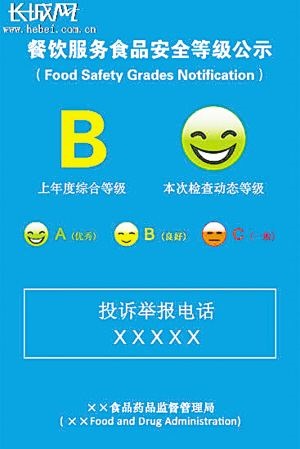 长城网
www.hebei.com.cn
餐饮服务食品安全等级公示
(Food Safety Grades Notification)
B
上年度综合等级 本次检查动态等级
A (优秀) B (良好) C (一般)
投诉举报电话
XXXXX
××食品药品监督管理局
(××Food and Drug Administration)